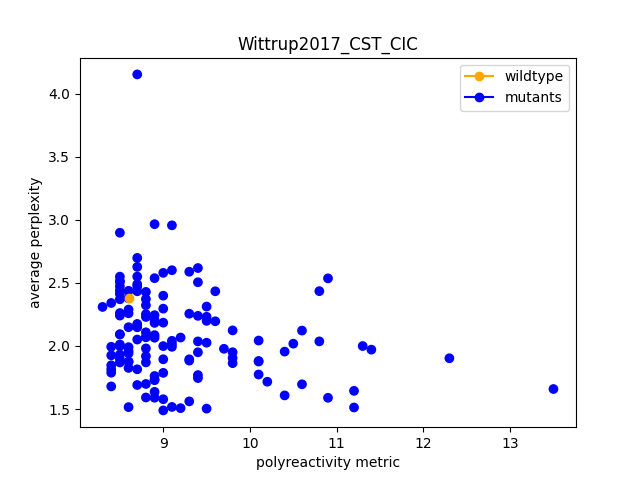 Wittrup2017_CST_CIC
wildtype
mutants
average perplexity
4.0
3.5
3.0
2.5
2.0
1.5
9
10
11
12
13
polyreactivity metric